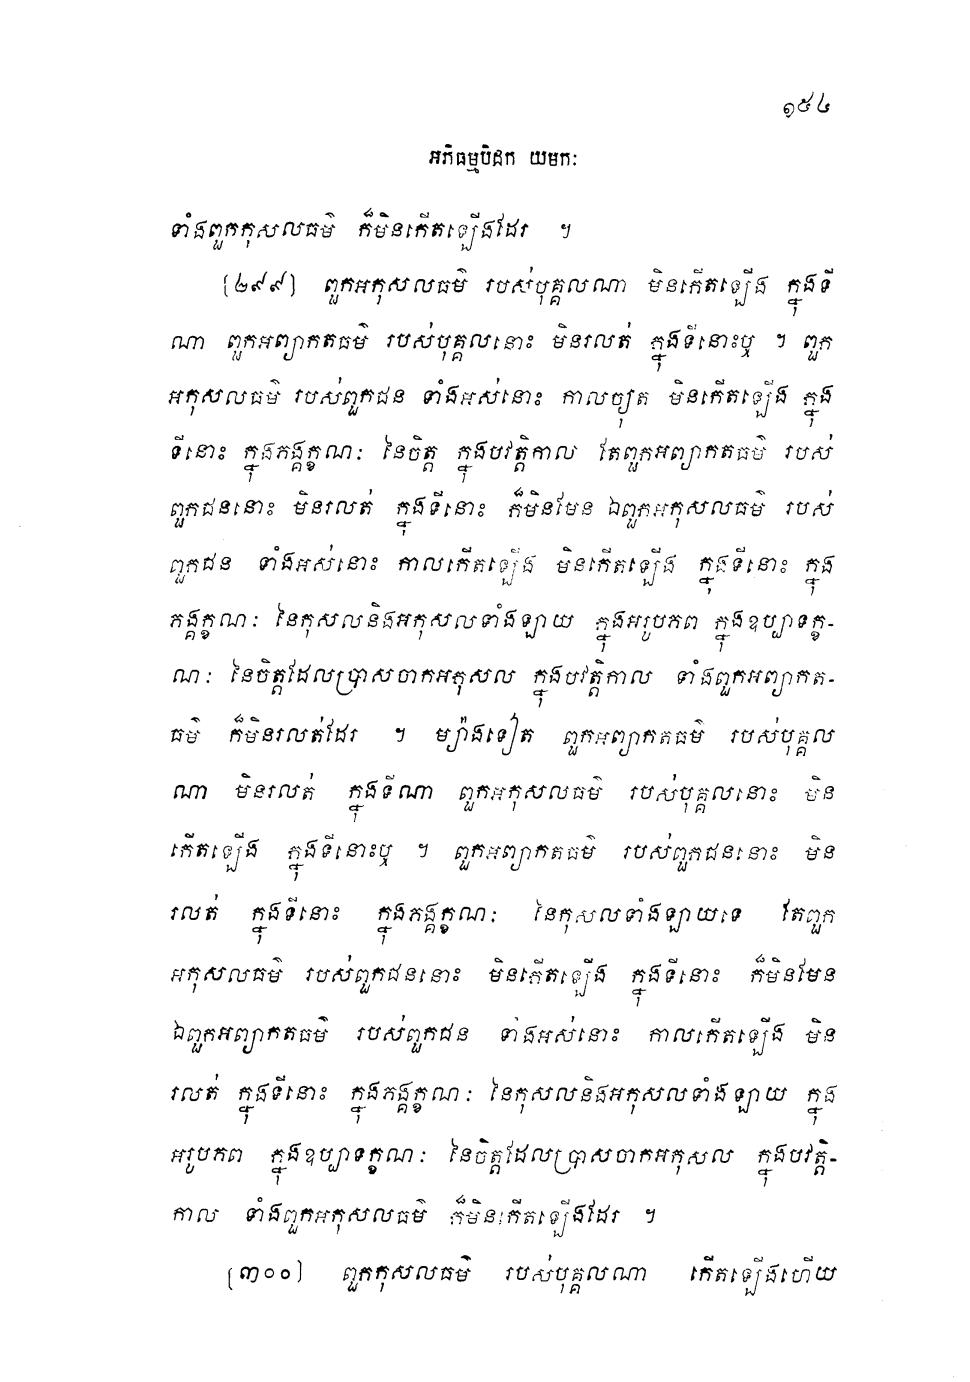 ១៥៤
អភិធម្មបិដក យមកៈ
ទាំងពួកកុសលធម៌ ក៏មិនកើតឡើងដែរ ។
[២៩៩] ពួកអកុសលធម៌ របស់បុគ្គលណា មិនកើតឡើង ក្នុងទី
ណា ពួកអព្យាកតធម៌ របស់បុគ្គលនោះ មិនរលត់ ក្នុងទីនោះឬ ។ ពួក
អកុសលធម៌ របស់ពួកជន ទាំងអស់នោះ កាលច្យុត មិនកើតឡើង ក្នុង
ទីនោះ ក្នុងភង្គក្ខណៈ នៃចិត្ត ក្នុងបវត្តិកាល តែពួកអព្យាកតធម៌ របស់
ពួកជននោះ មិនរលត់ ក្នុងទីនោះ ក៏មិនមែន ឯពួកអកុសលធម៌ របស់
ពួកជន ទាំងអស់នោះ កាលកើតឡើង មិនកើតឡើង ក្នុងទីនោះ ក្នុង
ភង្គក្ខណៈ នៃកុសលនិងអកុសលទាំងឡាយ ក្នុងអរូបភព ក្នុងឧប្បាទក្ខ-
ណៈ នៃចិត្តដែលប្រាសចាកអកុសល ក្នុងបវត្តិកាល ទាំងពួកអព្យាកត-
ធម៌ ក៏មិនរលត់ដែរ ។ ម្យ៉ាងទៀត ពួកអព្យាកតធម៌ របស់បុគ្គល
ណា មិនរលត់ ក្នុងទីណា ពួកអកុសលធម៌ របស់បុគ្គលនោះ មិន
កើតឡើង ក្នុងទីនោះឬ ។ ពួកអព្យាកតធម៌ របស់ពួកជននោះ មិន
រលត់ ក្នុងទីនោះ ក្នុងភង្គក្ខណៈ នៃកុសលទាំងឡាយទេ តែពួក
អកុសលធម៌ របស់ពួកជននោះ មិនកើតឡើង ក្នុងទីនោះ ក៏មិនមែន
ឯពួកអព្យាកតធម៌ របស់ពួកជន ទាំងអស់នោះ កាលកើតឡើង មិន
រលត់ ក្នុងទីនោះ ក្នុងភង្គក្ខណៈ នៃកុសលនិងអកុសលទាំងឡាយ ក្នុង
អរូបភព ក្នុងឧប្បាទក្ខណៈ នៃចិត្តដែលប្រាសចាកអកុសល ក្នុងបវត្តិ-
កាល ទាំងពួកអកុសលធម៌ ក៏មិនកើតឡើងដែរ ។
[៣០០] ពួកកុសលធម៌ របស់បុគ្គលណា កើតឡើងហើយ